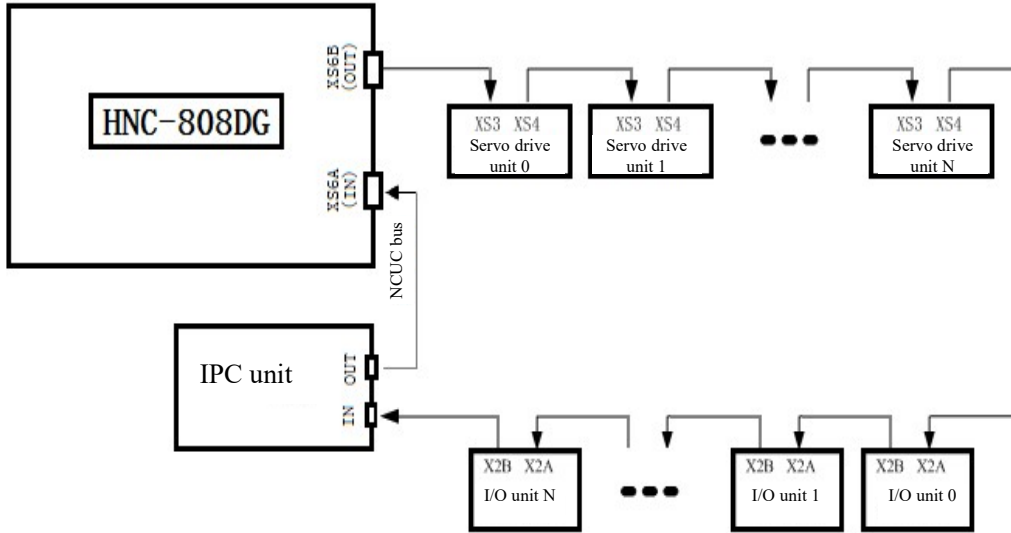 XS6B
(OUT)
HNC-808DG
XS6A
(IN)
NCUC bus
XS3 XS4
Servo drive
unit 0
XS3 XS4
Servo drive
unit 1
XS3 XS4
Servo drive
unit N
IPC unit
OUT
IN
X2B X2A
I/O unit N
X2B X2A
I/O unit 1
X2B X2A
I/O unit 0